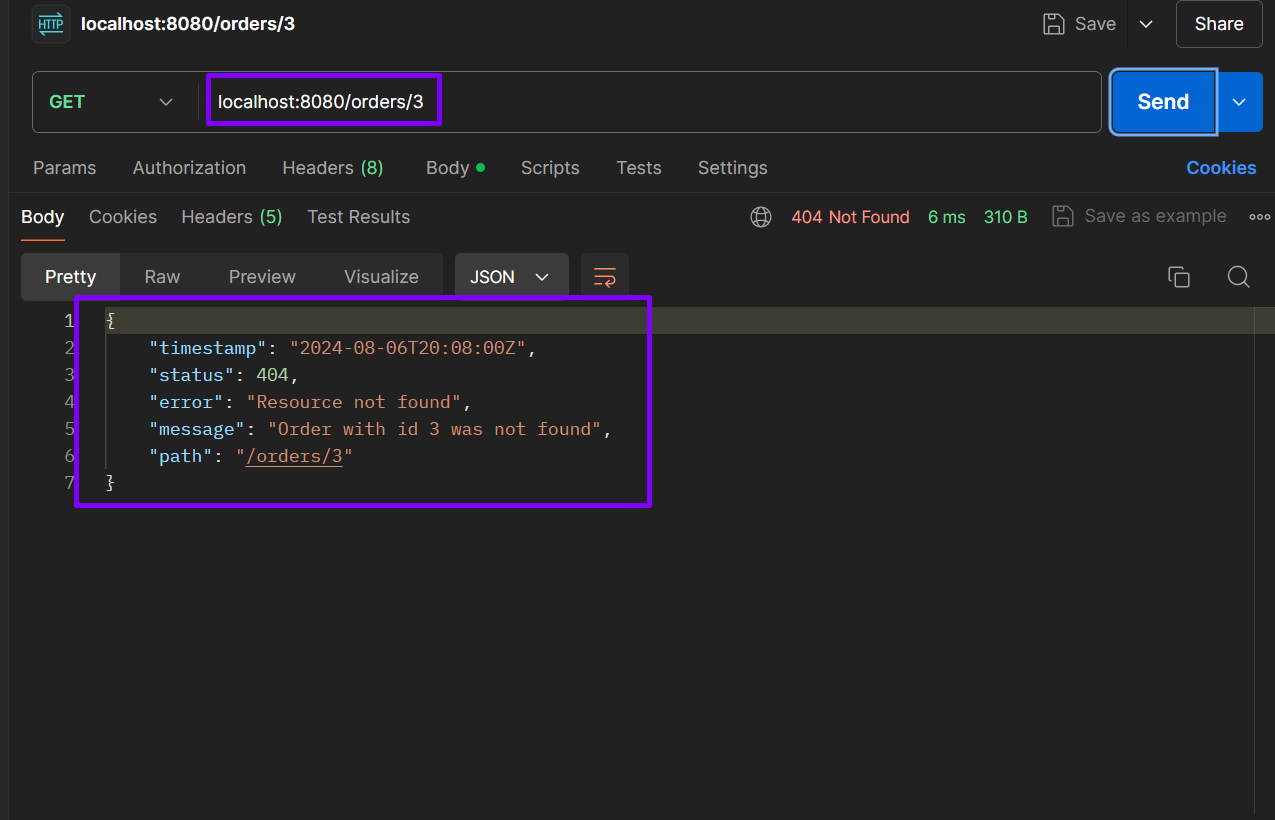 HTTP localhost:8080/orders/3 Save Share
GET localhost:8080/orders/3 Send
Params Authorization Headers (8) Body Scripts Tests Settings Cookies
Body Cookies Headers (5) Test Results 404 Not Found 6 ms 310 B Save as example
Pretty Raw Preview Visualize JSON
1 {
2 "timestamp": "2024-08-06T20:08:00Z",
3 "status": 404,
4 "error": "Resource not found",
5 "message": "Order with id 3 was not found",
6 "path": "/orders/3"
7 }